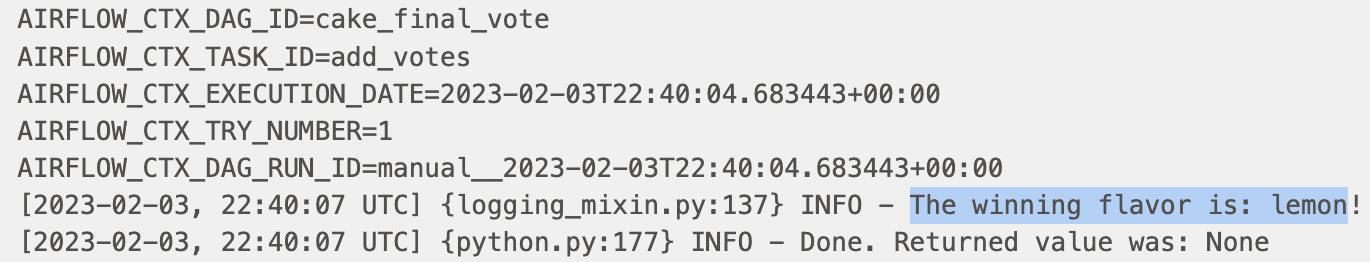 AIRFLOW_CTX_DAG_ID=cake_final_vote
AIRFLOW_CTX_TASK_ID=add_votes
AIRFLOW_CTX_EXECUTION_DATE=2023-02-03T22:40:04.683443+00:00
AIRFLOW_CTX_TRY_NUMBER=1
AIRFLOW_CTX_DAG_RUN_ID=manual__2023-02-03T22:40:04.683443+00:00
[2023-02-03, 22:40:07 UTC] {logging_mixin.py:137} INFO - The winning flavor is: lemon!
[2023-02-03, 22:40:07 UTC] {python.py:177} INFO - Done. Returned value was: None